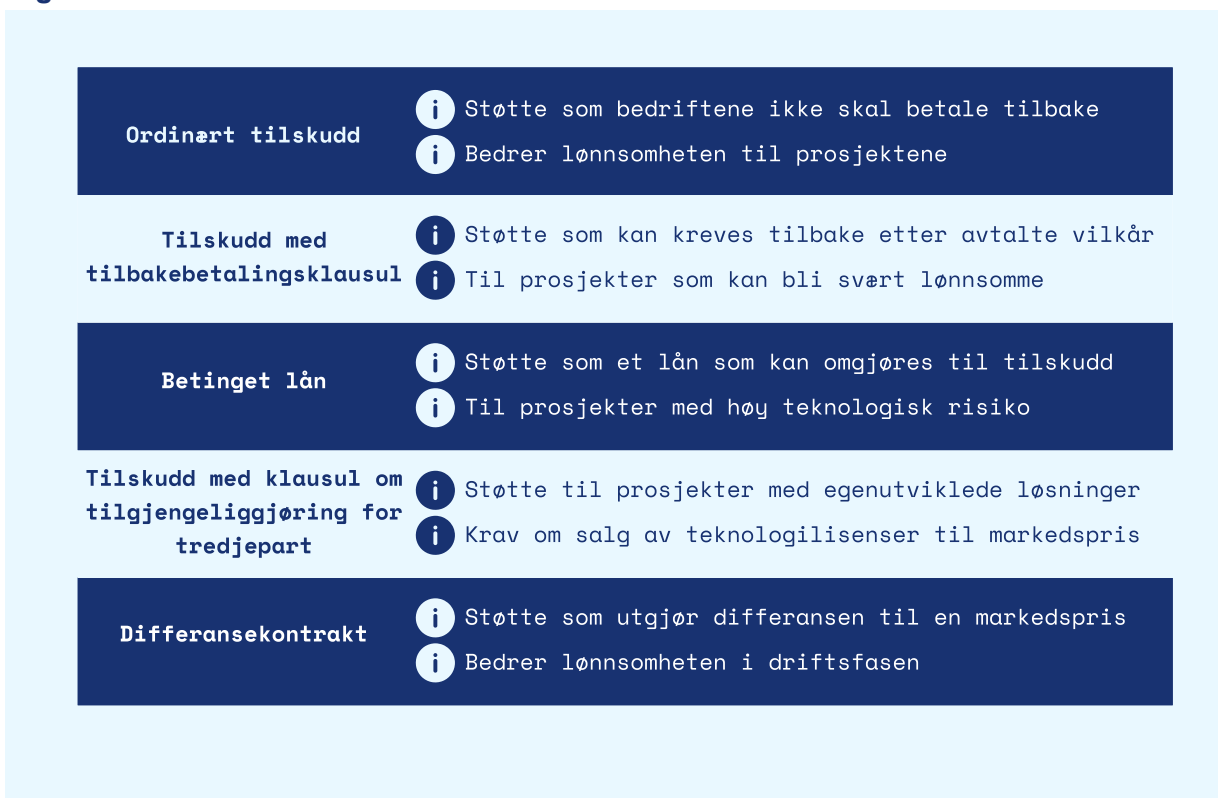 Ordinært tilskudd
Støtte som bedriftene ikke skal betale tilbake
Bedrer lønnsomheten til prosjektene
Tilskudd med
tilbakebetalingsklausul
Støtte som kan kreves tilbake etter avtalte vilkår
Til prosjekter som kan bli svært lønnsomme
Betinget lån
Støtte som et lån som kan omgjøres til tilskudd
Til prosjekter med høy teknologisk risiko
Tilskudd med klausul om
tilgjengeliggjøring for
tredjepart
Støtte til prosjekter med egenutviklede løsninger
Krav om salg av teknologilisenser til markedspris
Differansekontrakt
Støtte som utgjør differansen til en markedspris
Bedrer lønnsomheten i driftsfasen